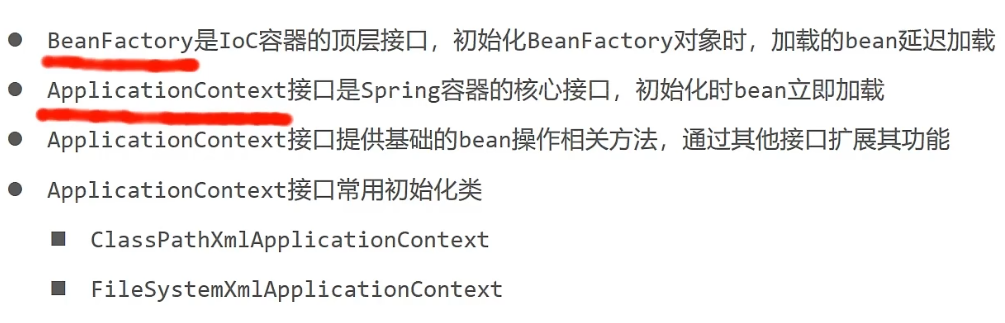 BeanFactory是IoC容器的顶层接口，初始化BeanFactory对象时，加载的bean延迟加载
ApplicationContext接口是Spring容器的核心接口，初始化时bean立即加载
ApplicationContext接口提供基础的bean操作相关方法，通过其他接口扩展其功能
ApplicationContext接口常用初始化类
ClassPathXmlApplicationContext
FileSystemXmlApplicationContext